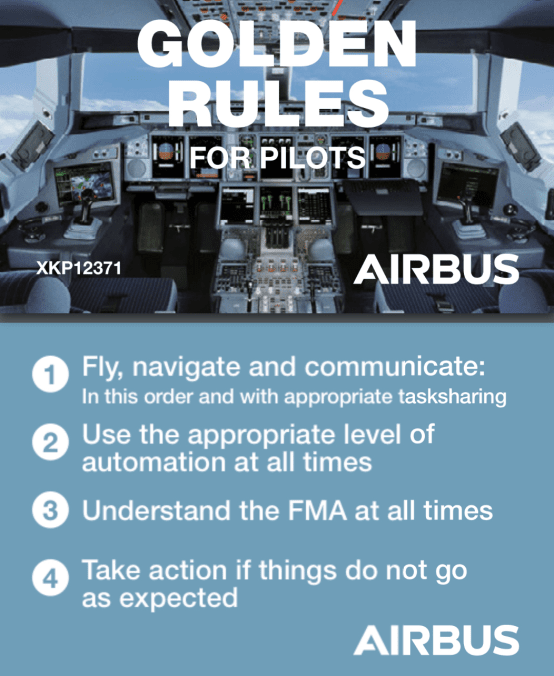 GOLDEN
RULES
FOR PILOTS
XKP12371
AIRBUS
1 Fly, navigate and communicate:
In this order and with appropriate tasksharing
2 Use the appropriate level of
automation at all times
3 Understand the FMA at all times
4 Take action if things do not go
as expected
AIRBUS